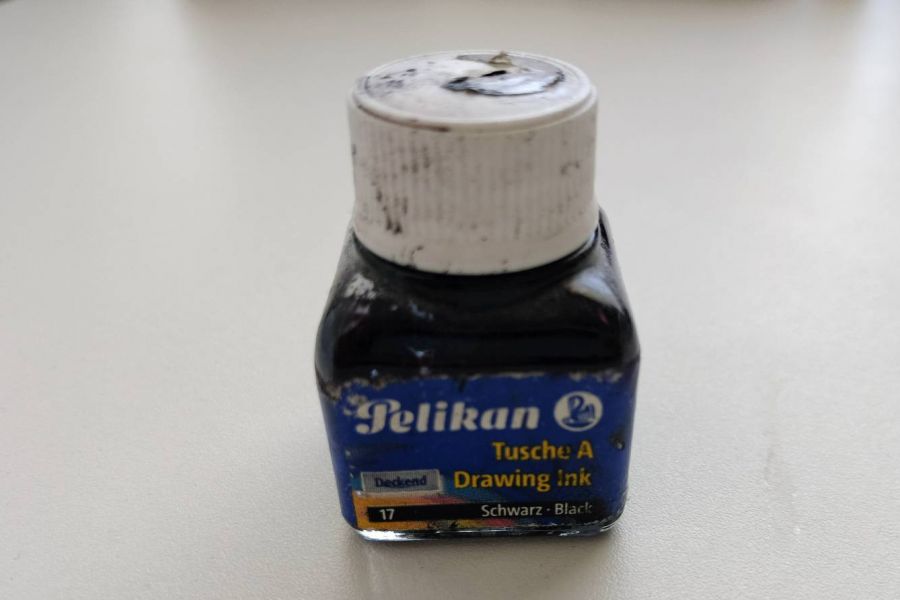 Pelikan
Tusche A
Deckend
Drawing Ink
17
Schwarz · Black